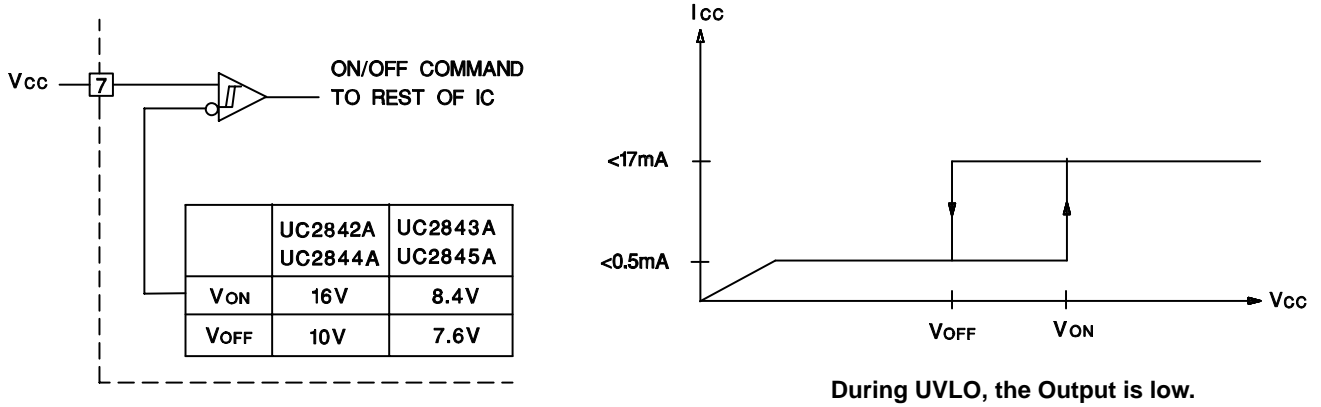 Vcc
7
ON/OFF COMMAND
TO REST OF IC
UC2842A UC2843A
UC2844A UC2845A
VON 16V 8.4V
VOFF 10V 7.6V
Icc
<17mA
<0.5mA
VOFF VON
Vcc
During UVLO, the Output is low.